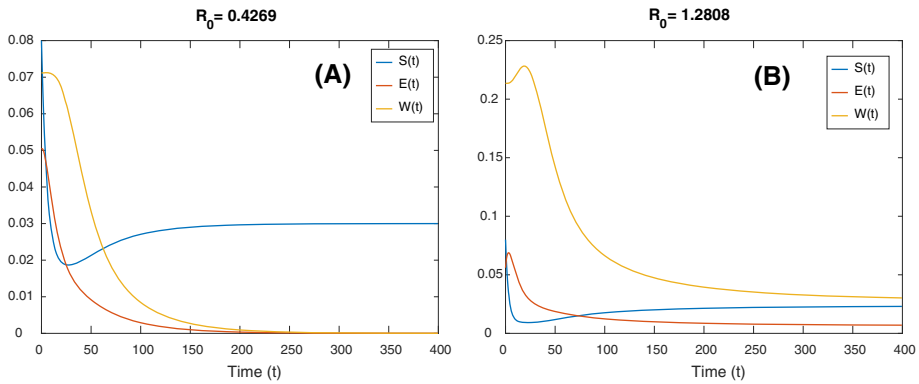 R0= 0.4269
0.08
0.07
0.06
0.05
0.04
0.03
0.02
0.01
0
0 50 100 150 200 250 300 350 400
Time (t)
(A)
S(t)
E(t)
W(t)
R0= 1.2808
0.25
0.2
0.15
0.1
0.05
0
0 50 100 150 200 250 300 350 400
Time (t)
(B)
S(t)
E(t)
W(t)